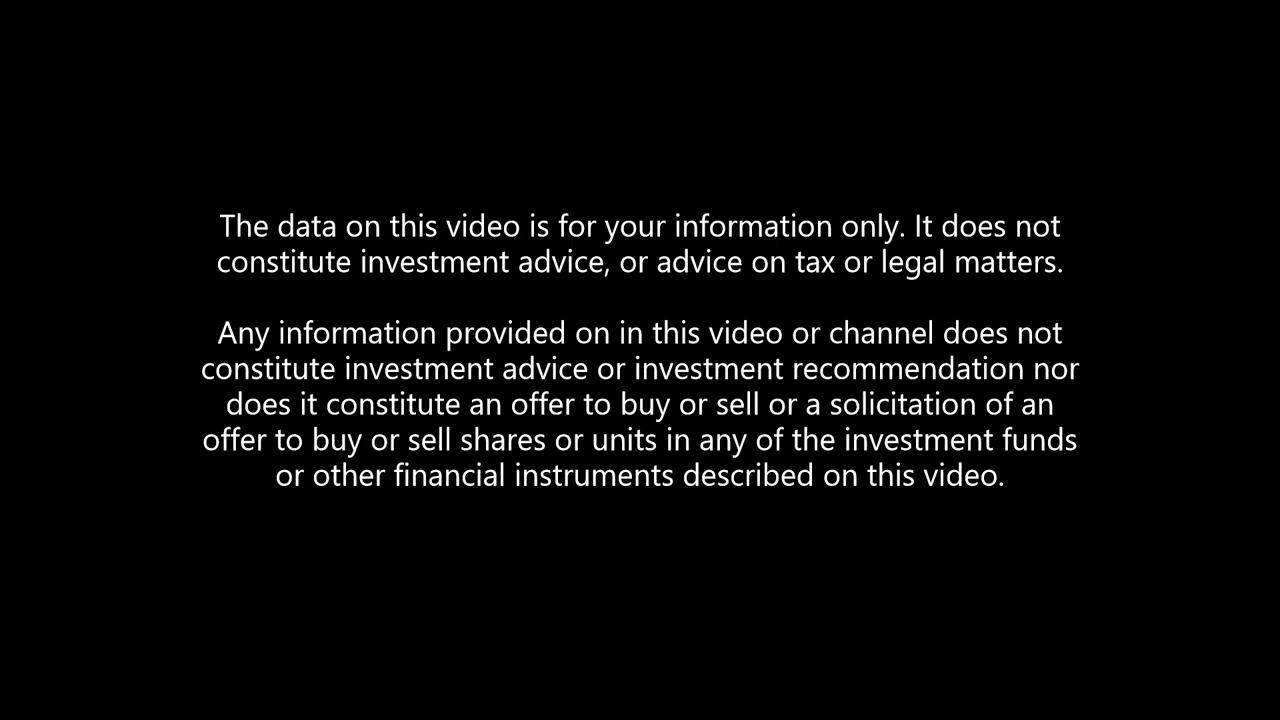 The data on this video is for your information only. It does not
constitute investment advice, or advice on tax or legal matters.
Any information provided on in this video or channel does not
constitute investment advice or investment recommendation nor
does it constitute an offer to buy or sell or a solicitation of an
offer to buy or sell shares or units in any of the investment funds
or other financial instruments described on this video.